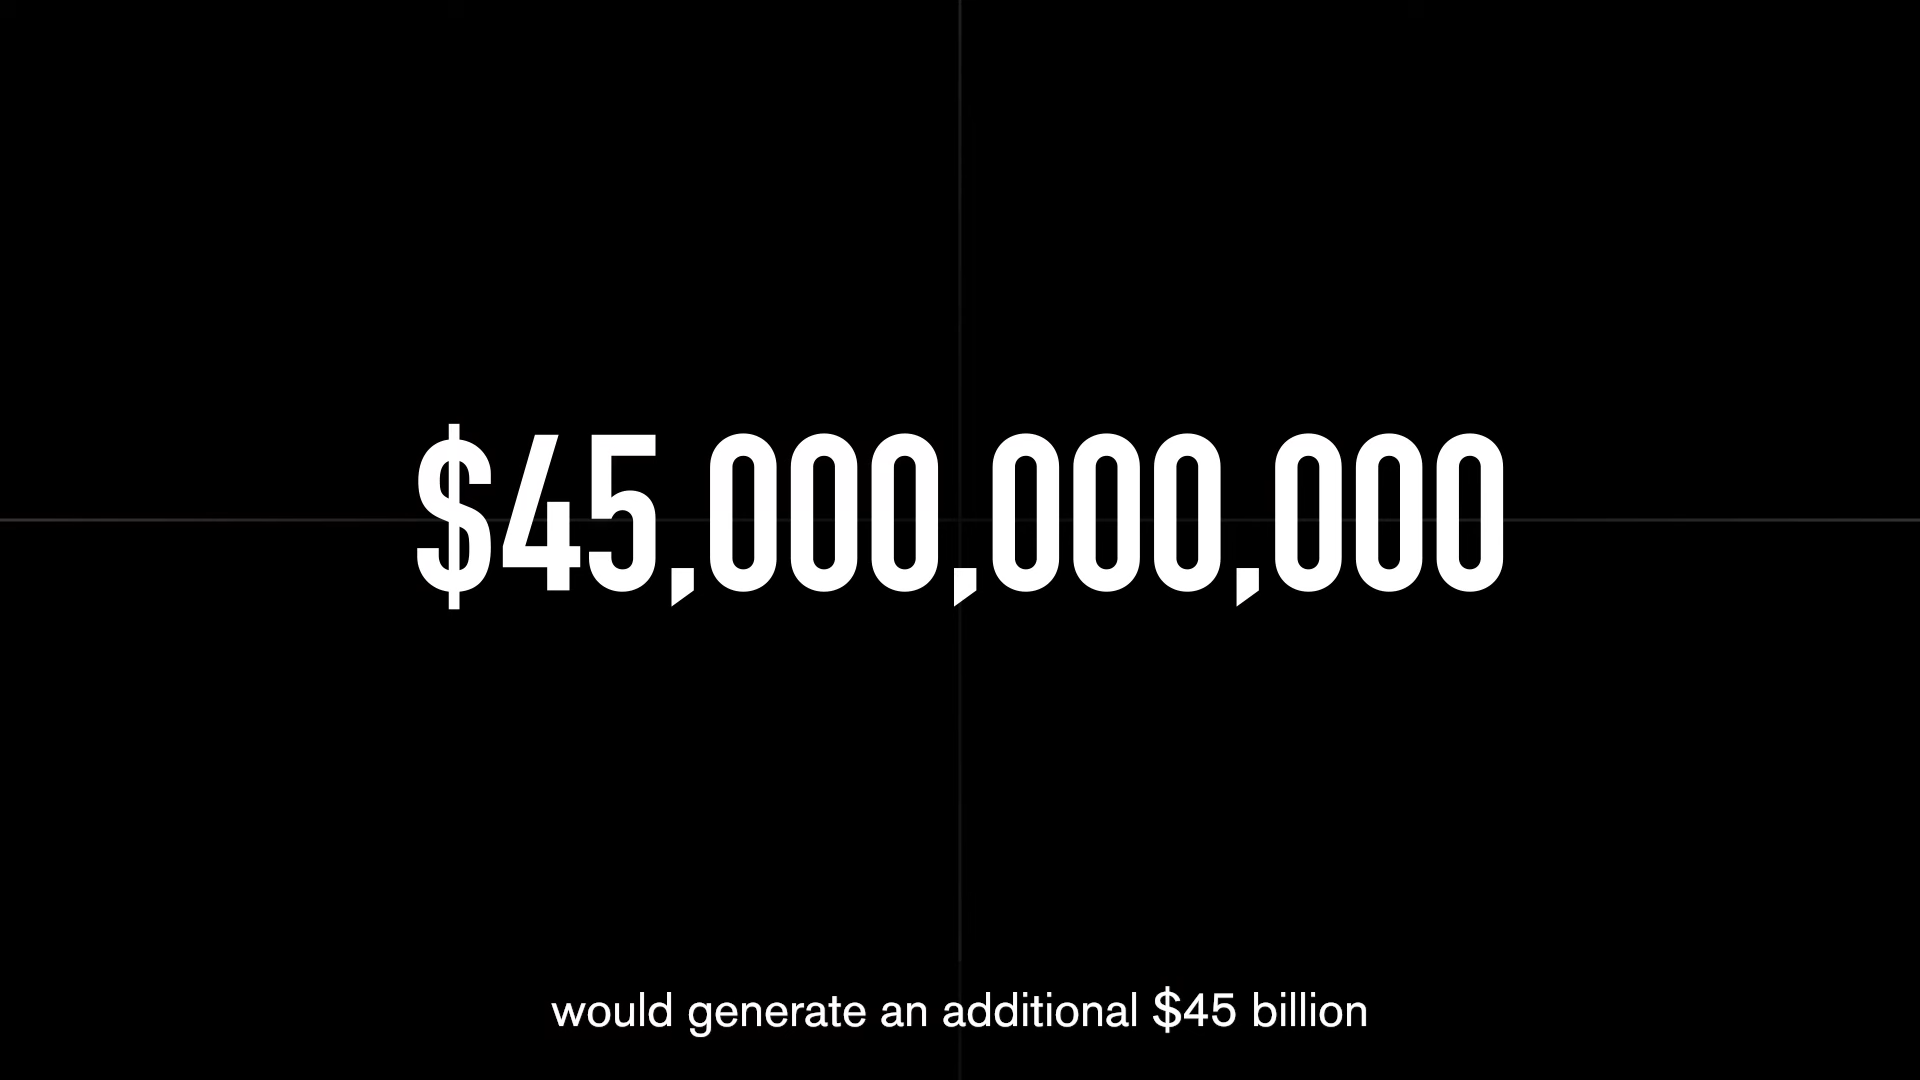 $45,000,000,000
would generate an additional $45 billion